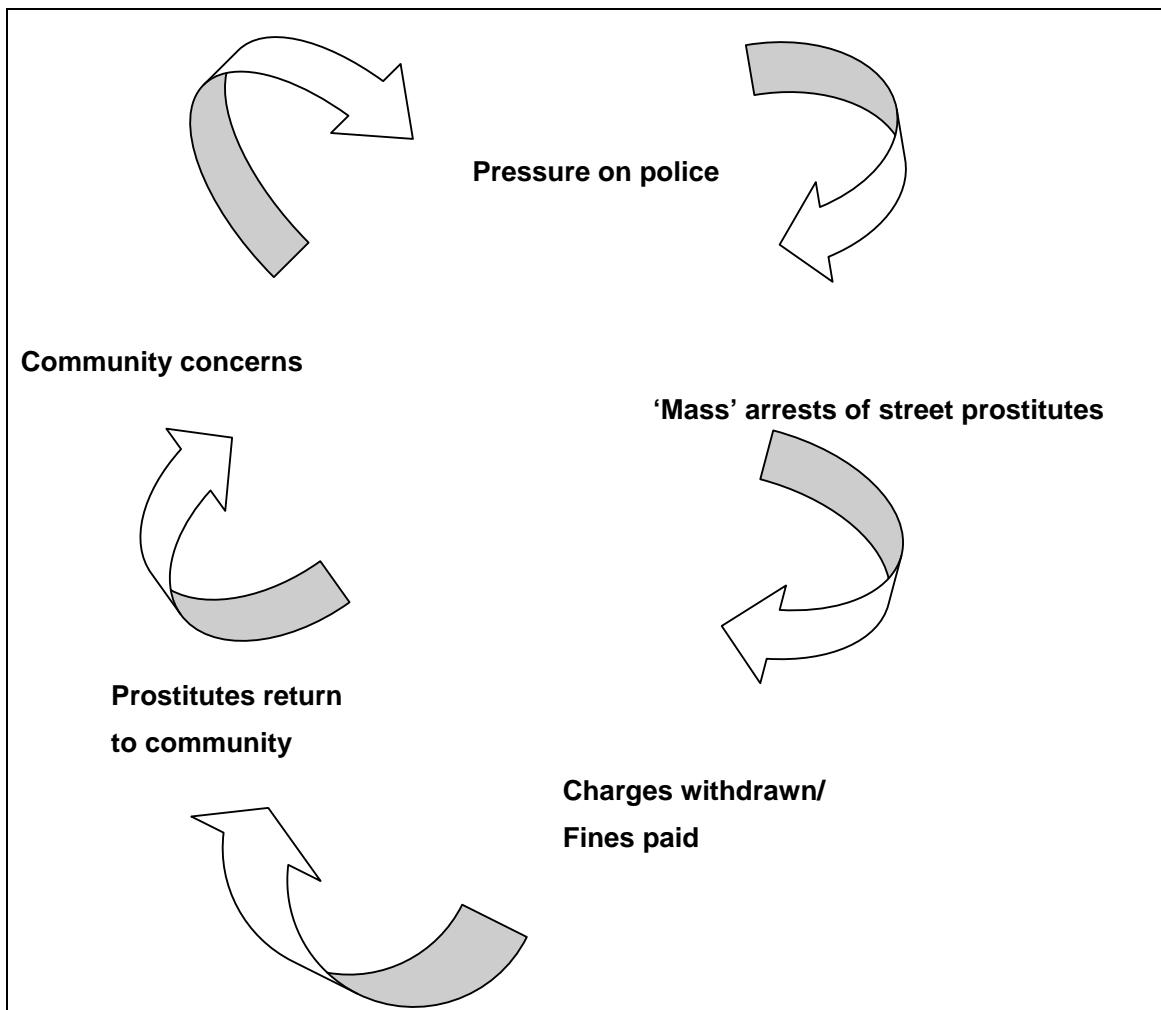 Pressure on police
Community concerns
‘Mass’ arrests of street prostitutes
Prostitutes return
to community
Charges withdrawn/
Fines paid